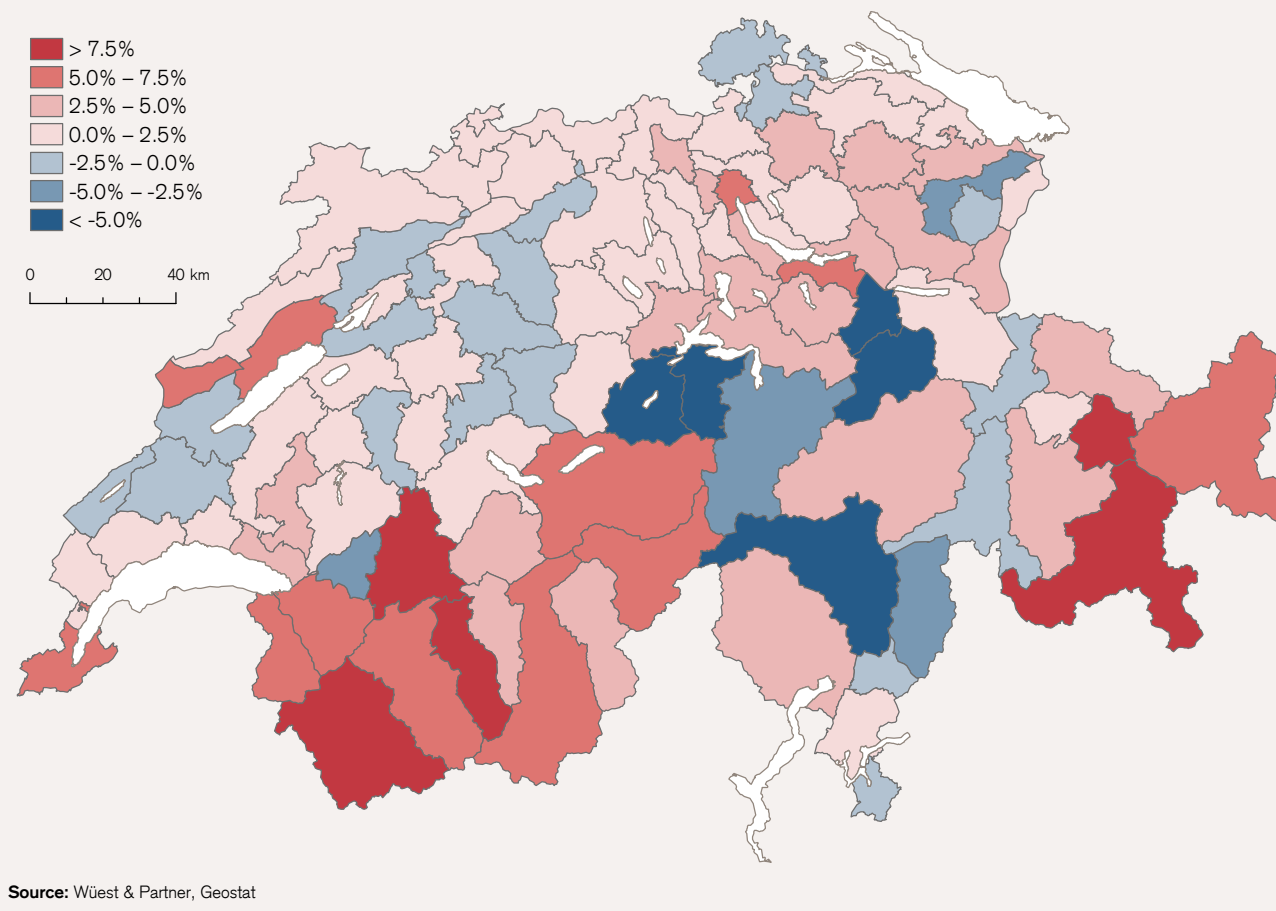 > 7.5%
5.0% – 7.5%
2.5% – 5.0%
0.0% – 2.5%
-2.5% – 0.0%
-5.0% – -2.5%
< -5.0%
0 20 40 km
Source: Wüest & Partner, Geostat